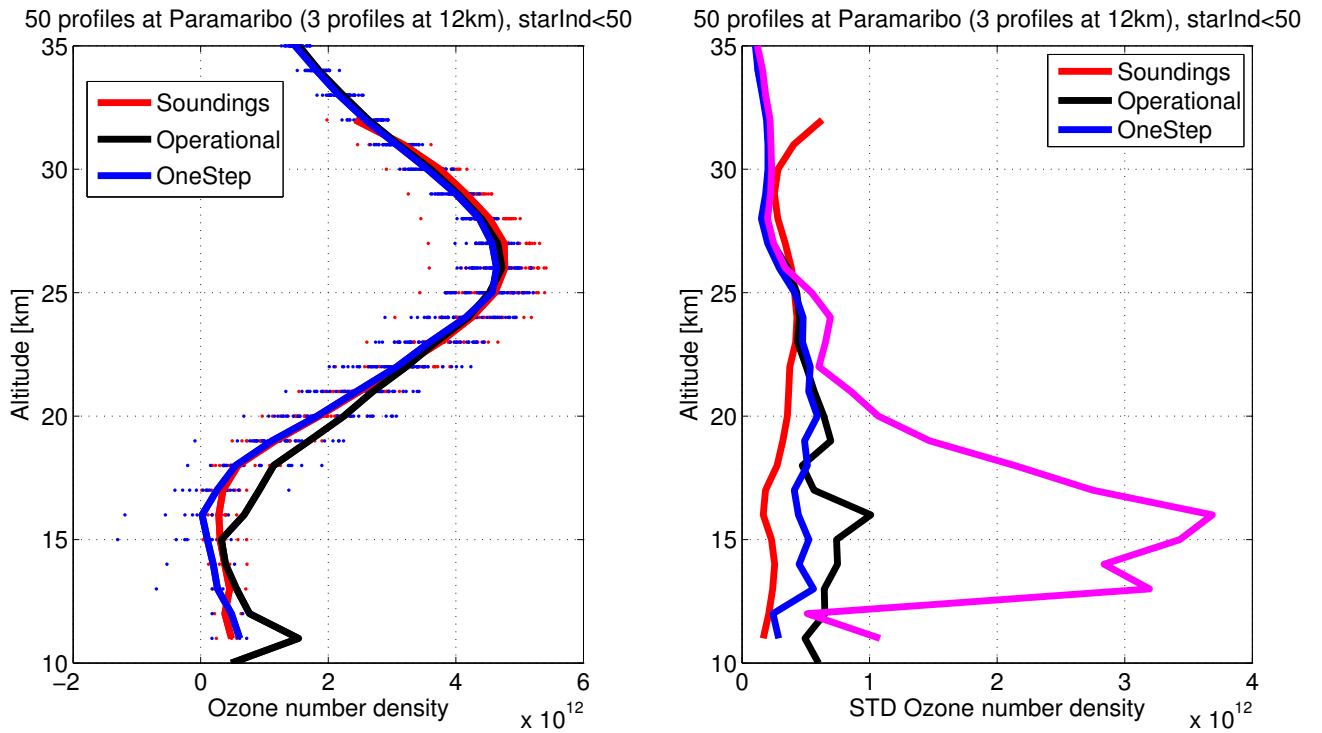 50 profiles at Paramaribo (3 profiles at 12km), starInd<50
35
30
25
20
15
10
Altitude [km]
Soundings
Operational
OneStep
−2 0 2 4 6
Ozone number density
x 10^12
50 profiles at Paramaribo (3 profiles at 12km), starInd<50
35
30
25
20
15
10
Altitude [km]
Soundings
Operational
OneStep
0 1 2 3 4
STD Ozone number density
x 10^12